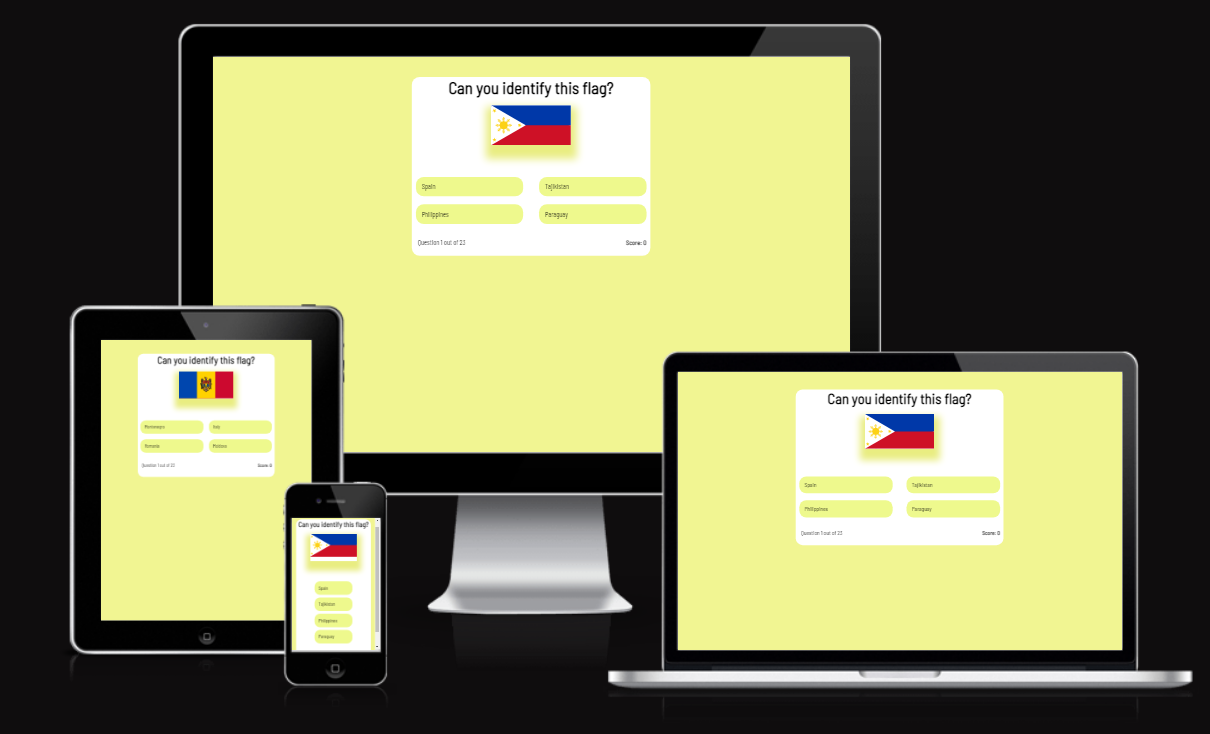 Can you identify this flag?
Spain
Tajikistan
Philippines
Paraguay
Question 1 out of 23
Score: 0
Can you identify this flag?
Montenegro
Italy
Romania
Moldova
Question 1 out of 23
Score: 0
Can you identify this flag?
Spain
Tajikistan
Philippines
Paraguay
Can you identify this flag?
Spain
Tajikistan
Philippines
Paraguay
Question 1 out of 23
Score: 0